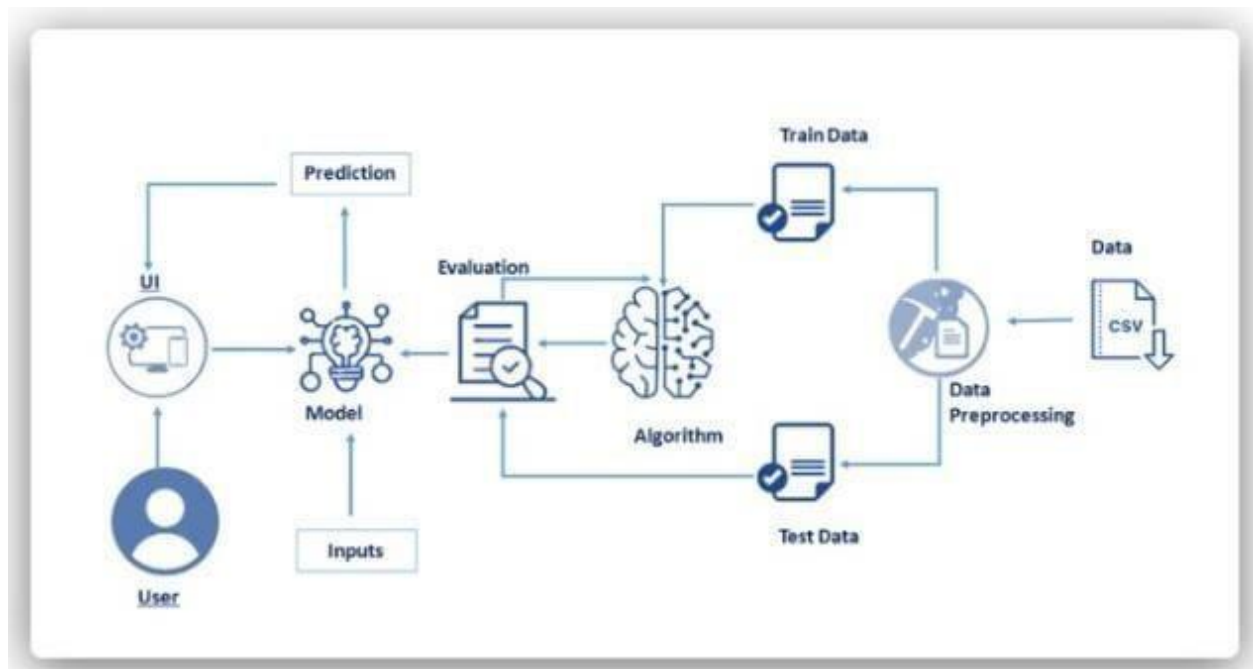 Train Data
Prediction
Data
Evaluation
UI
CSV
Data
Preprocessing
Model
Algorithm
Test Data
Inputs
User